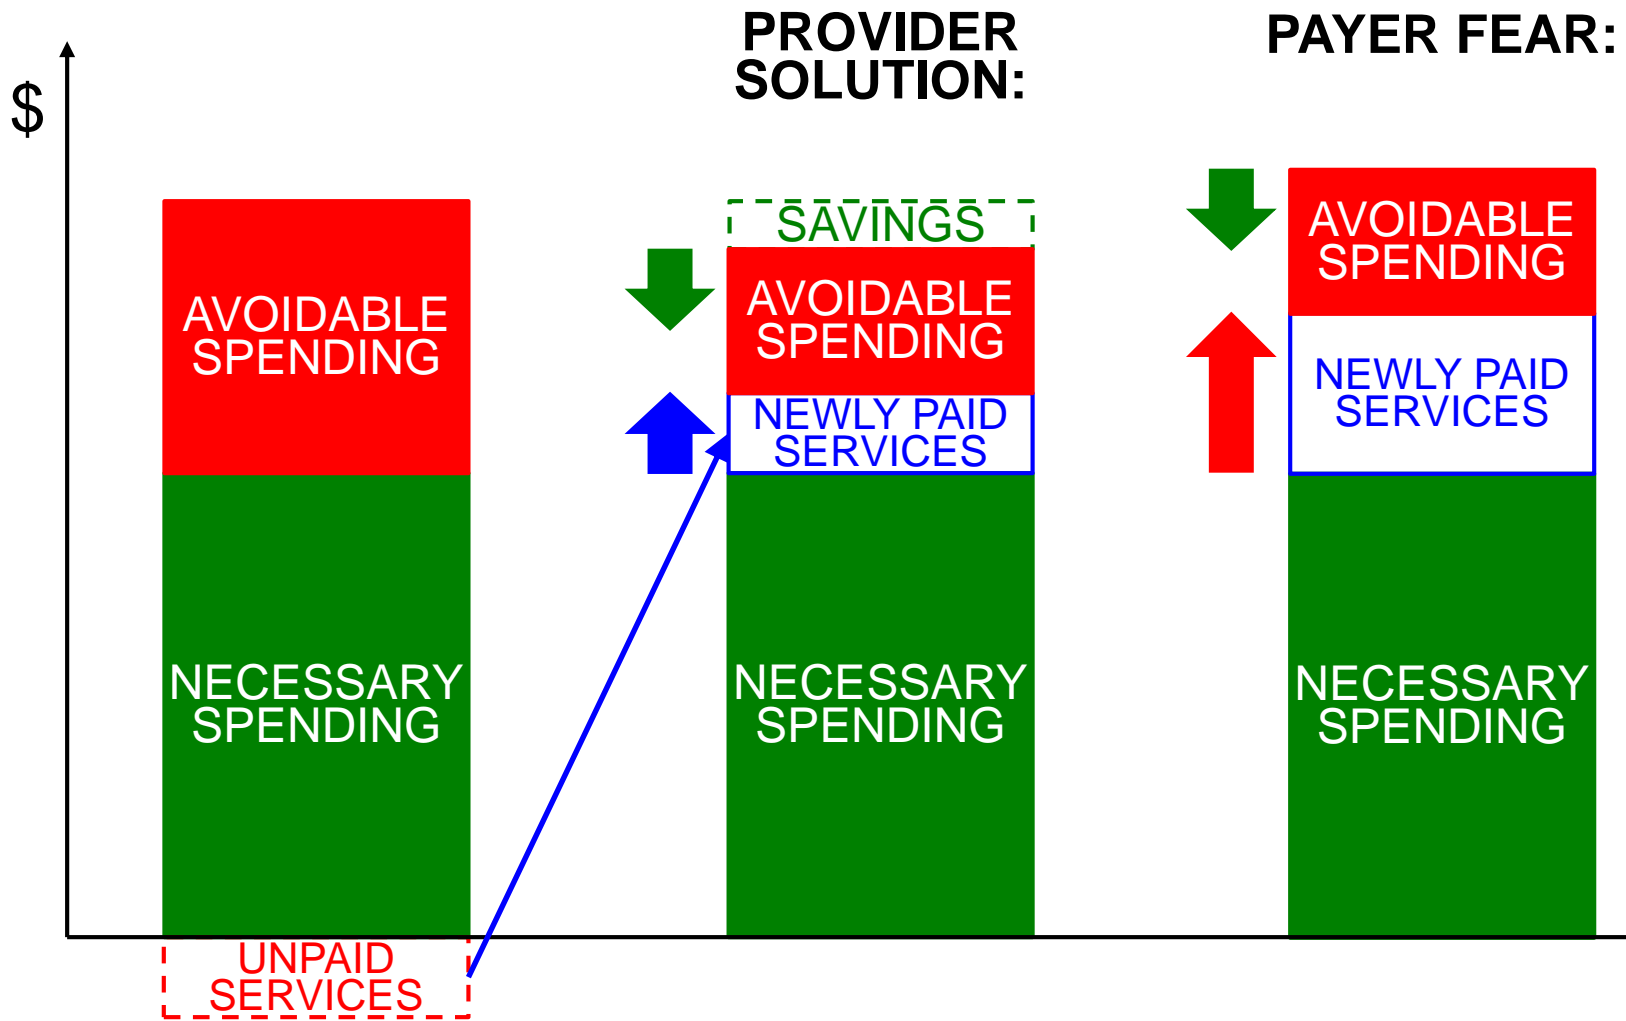 PROVIDER
SOLUTION:
PAYER FEAR:
$
AVOIDABLE
SPENDING
NECESSARY
SPENDING
UNPAID
SERVICES
SAVINGS
AVOIDABLE
SPENDING
NEWLY PAID
SERVICES
NECESSARY
SPENDING
AVOIDABLE
SPENDING
NEWLY PAID
SERVICES
NECESSARY
SPENDING